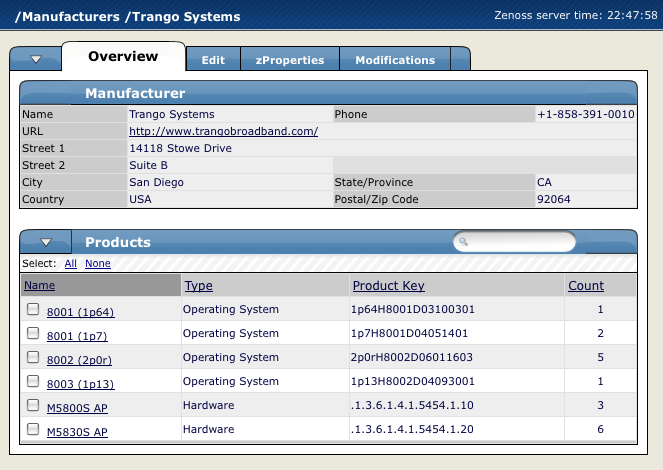 /Manufacturers /Trango Systems Zenoss server time: 22:47:58
Overview Edit zProperties Modifications
Manufacturer
Name Trango Systems Phone +1-858-391-0010
URL http://www.trangobroadband.com/
Street 1 14118 Stowe Drive
Street 2 Suite B
City San Diego State/Province CA
Country USA Postal/Zip Code 92064
Products
Select: All None
Name Type Product Key Count
8001 (1p64) Operating System 1p64H8001D03100301 1
8001 (1p7) Operating System 1p7H8001D04051401 2
8002 (2p0r) Operating System 2p0rH8002D06011603 5
8003 (1p13) Operating System 1p13H8002D04093001 1
M5800S AP Hardware .1.3.6.1.4.1.5454.1.10 3
M5830S AP Hardware .1.3.6.1.4.1.5454.1.20 6